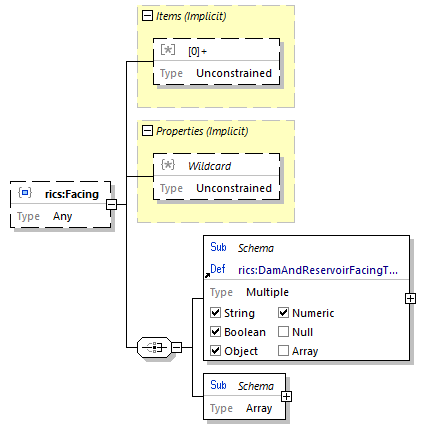 Items (Implicit)
[0]+
Type Unconstrained
Properties (Implicit)
Wildcard
Type Unconstrained
rics:Facing
Type Any
Sub Schema
Def rics:DamAndReservoirFacingT...
Type Multiple
String Numeric
Boolean Null
Object Array
Sub Schema
Type Array